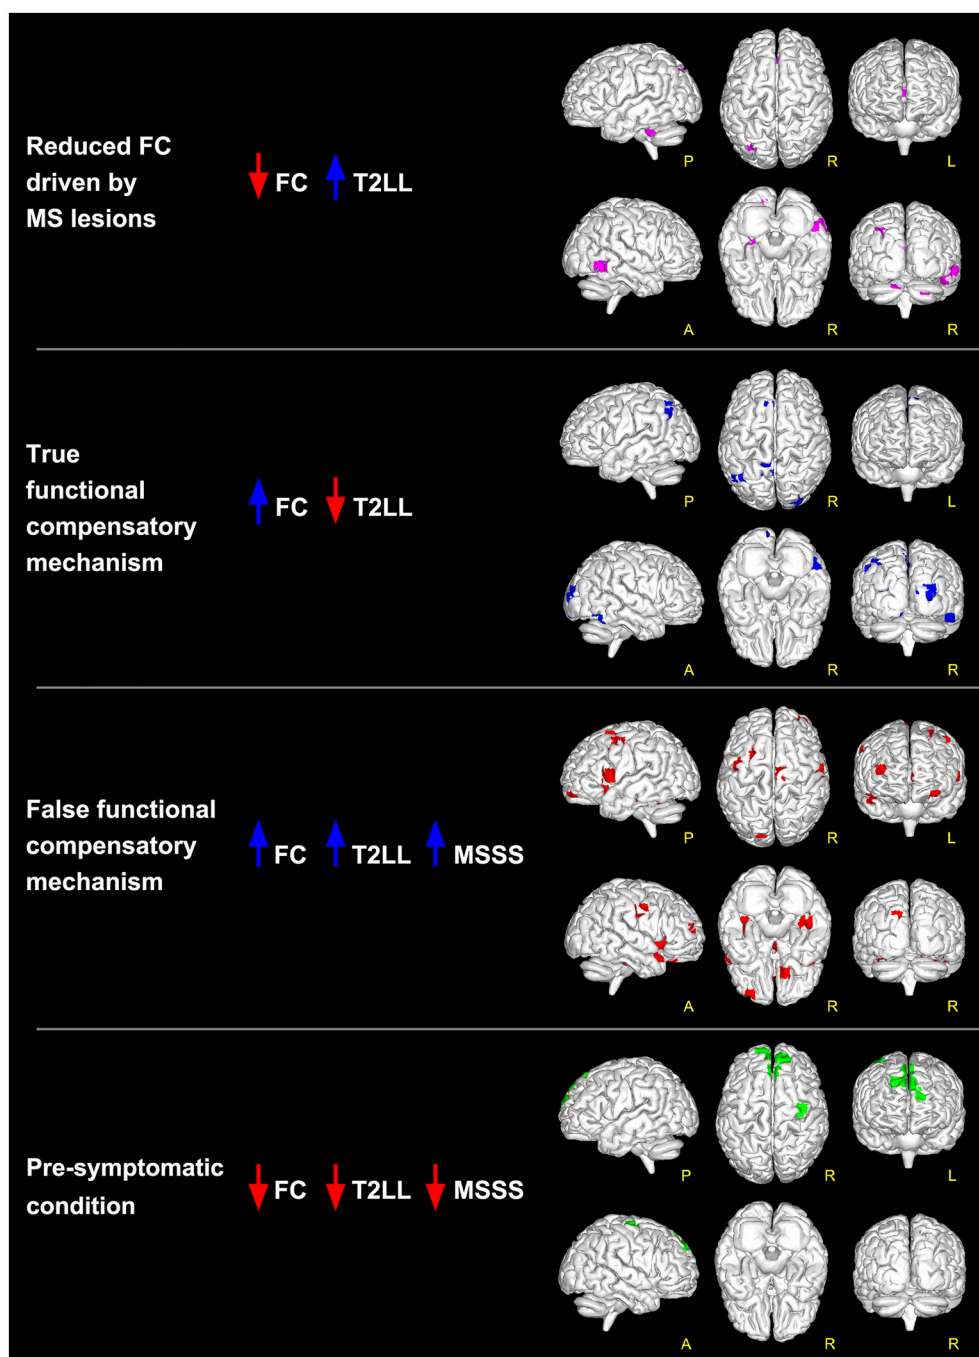 Reduced FC
driven by
MS lesions
FC T2LL
P R L
A R R
True
functional
compensatory
mechanism
FC T2LL
P R L
A R R
False functional
compensatory
mechanism
FC T2LL MSSS
P R L
A R R
Pre-symptomatic
condition
FC T2LL MSSS
P R L
A R R